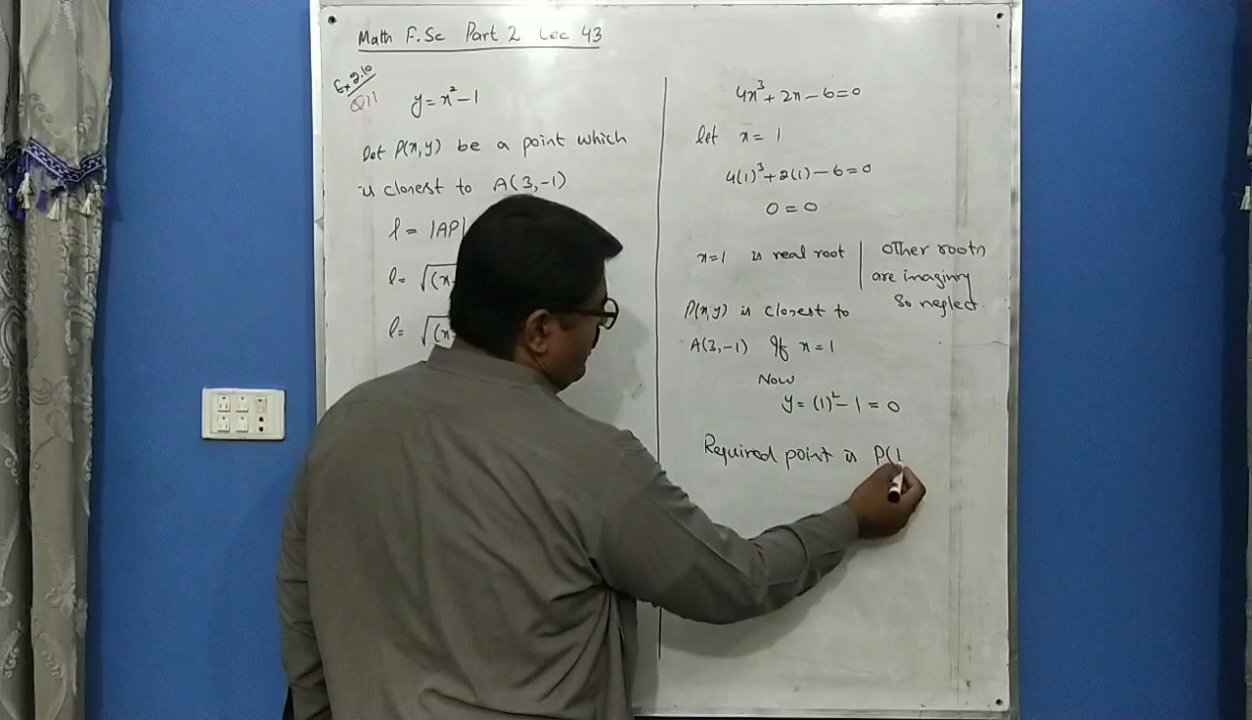 Math F.Sc Part 2 Lec 43
Ex 2.10
Q11
y = x² − 1
Let P(x,y) be a point which
is closest to A(3,−1)
l = |AP|
l = √(x
l = √(x
4x³ + 2x − 6 = 0
let x = 1
4(1)³ + 2(1) − 6 = 0
0 = 0
x = 1 is real root
other roots
are imaginry
So neglect.
P(x,y) is closest to
A(3,−1) If x = 1
Now
y = (1)² − 1 = 0
Required point is P(1